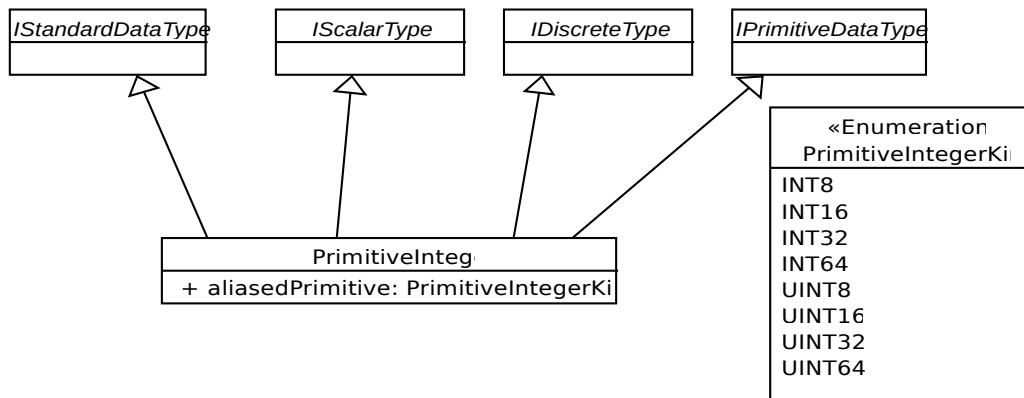 IStandardDataType
IScalarType
IDiscreteType
IPrimitiveDataType
«Enumeration
PrimitiveIntegerKi
INT8
INT16
INT32
INT64
UINT8
UINT16
UINT32
UINT64
PrimitiveInteg
+ aliasedPrimitive: PrimitiveIntegerKi